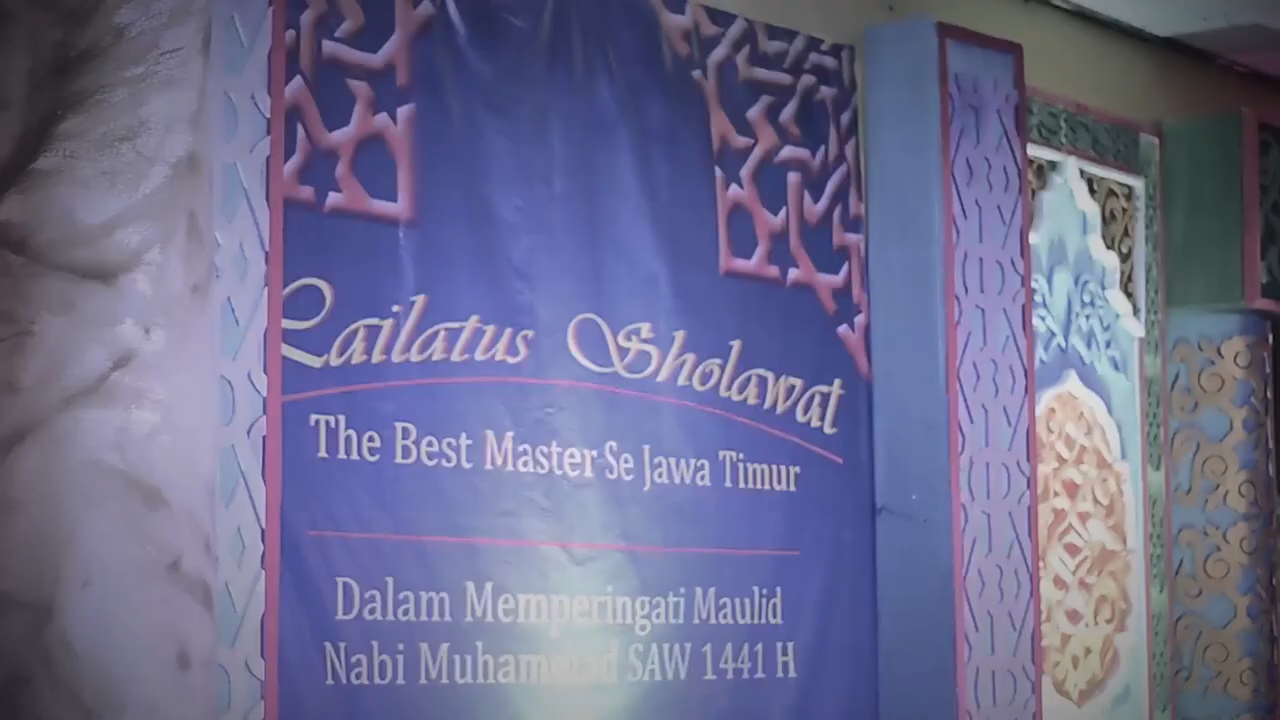 Lailatus Sholawat
The Best Master Se Jawa Timur
Dalam Memperingati Maulid
Nabi Muhammad SAW 1441 H